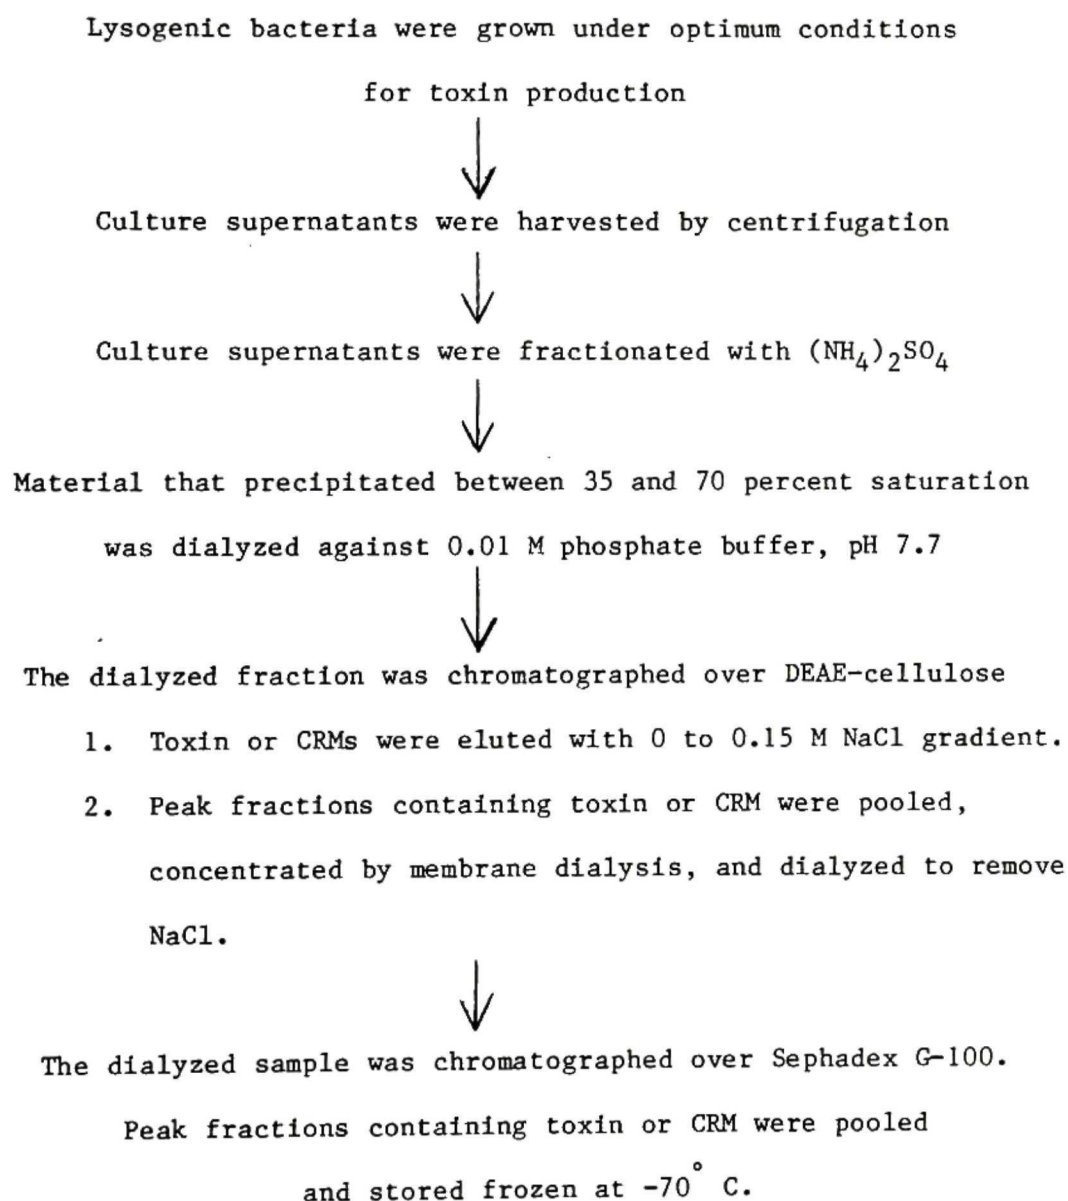 Lysogenic bacteria were grown under optimum conditions
for toxin production
Culture supernatants were harvested by centrifugation
Culture supernatants were fractionated with (NH₄)₂SO₄
Material that precipitated between 35 and 70 percent saturation
was dialyzed against 0.01 M phosphate buffer, pH 7.7
The dialyzed fraction was chromatographed over DEAE-cellulose
1. Toxin or CRMs were eluted with 0 to 0.15 M NaCl gradient.
2. Peak fractions containing toxin or CRM were pooled,
concentrated by membrane dialysis, and dialyzed to remove
NaCl.
The dialyzed sample was chromatographed over Sephadex G-100.
Peak fractions containing toxin or CRM were pooled
and stored frozen at -70° C.